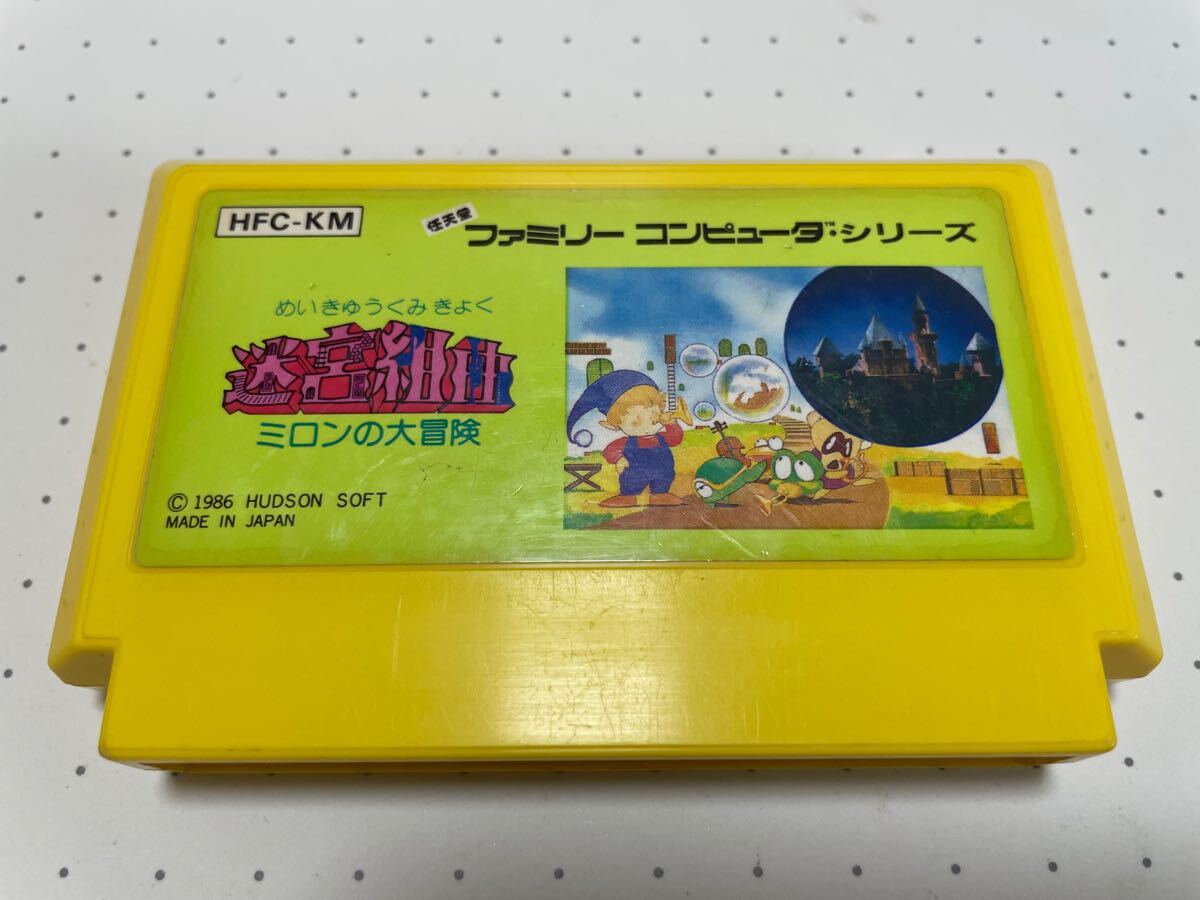 HFC-KM
任天堂
ファミリー コンピュータ™・シリーズ
めいきゅうくみきょく
迷宮組曲
ミロンの大冒険
© 1986 HUDSON SOFT
MADE IN JAPAN